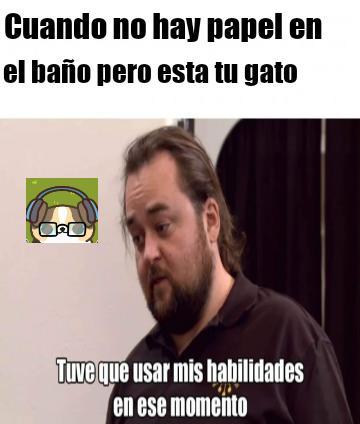 Cuando no hay papel en
el baño pero esta tu gato
Tuve que usar mis habilidades
en ese momento